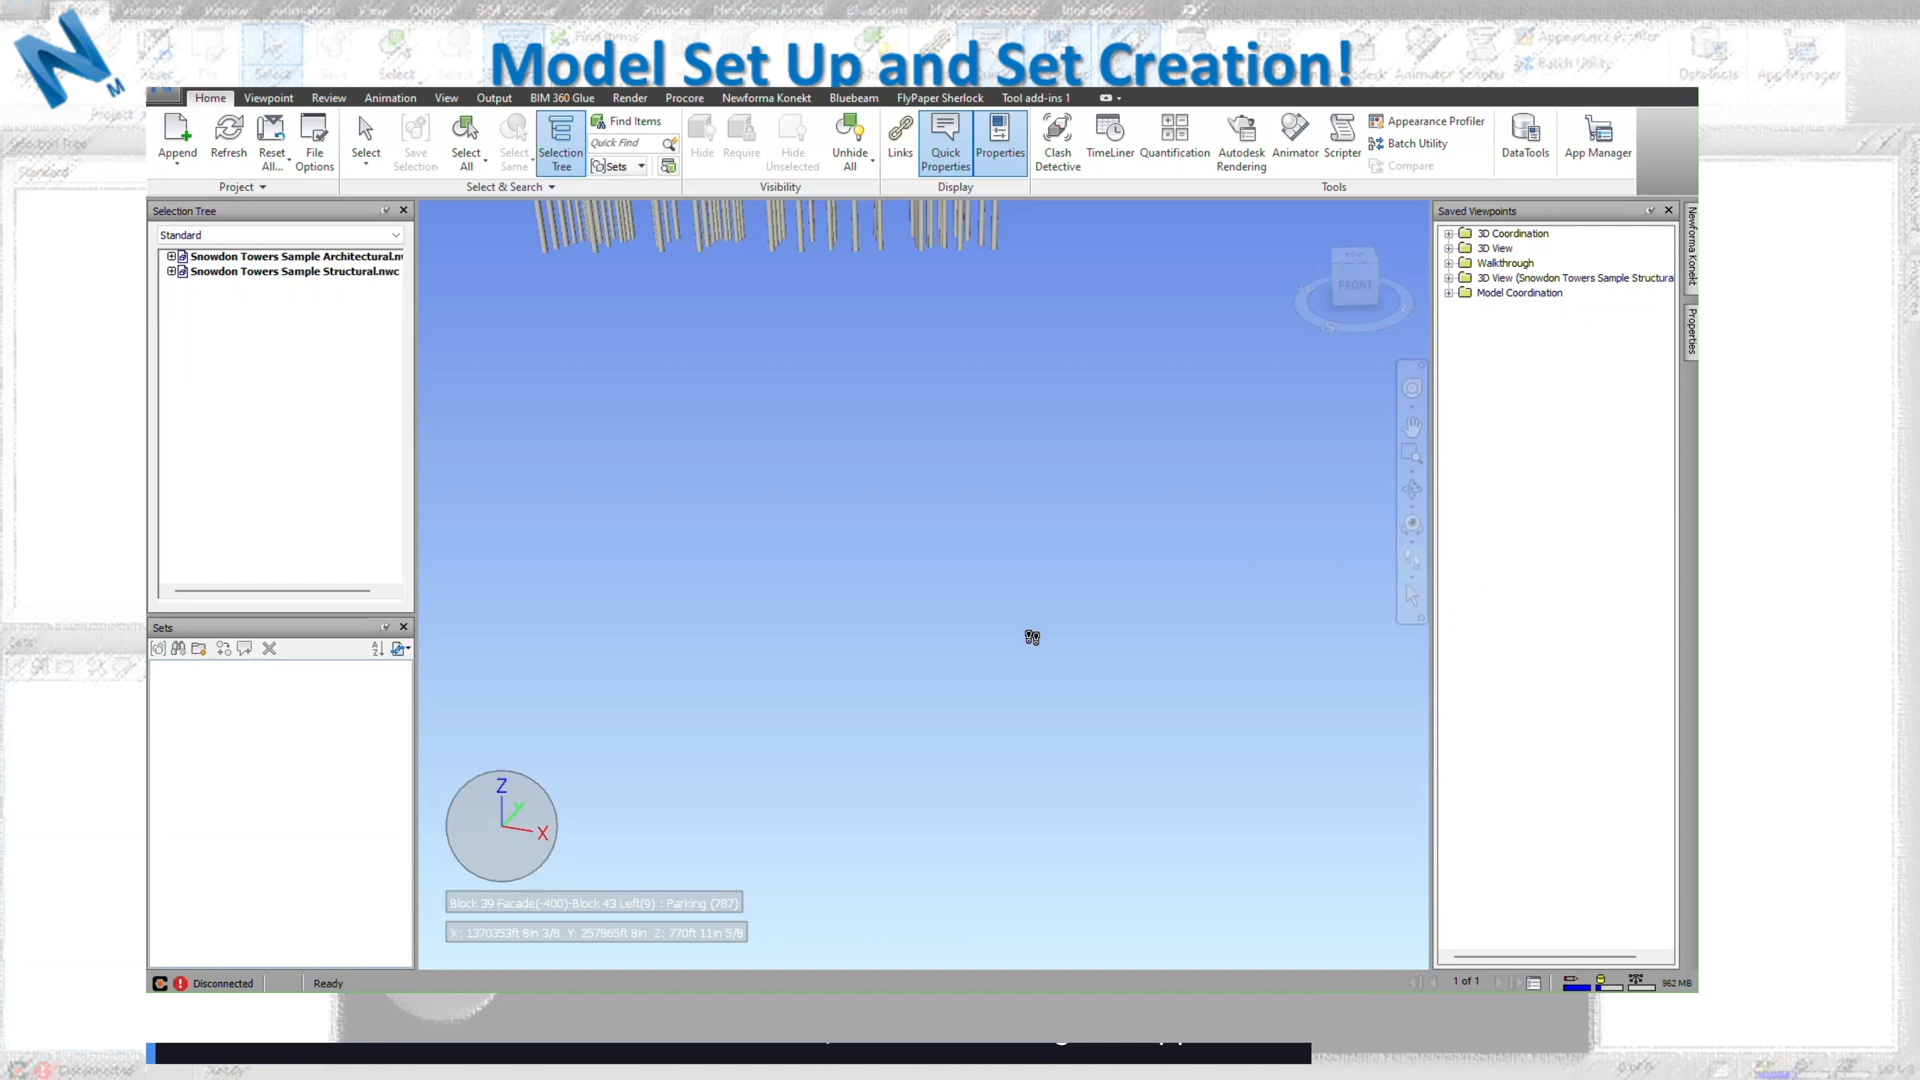 Model Set Up and Set Creation!
Home Viewpoint Review Animation View Output BIM 360 Glue Render Procore Newforma Konekt Bluebeam FlyPaper Sherlock Tool add-ins 1
Append
Refresh
Reset All...
File Options
Project
Select
Save Selection
Select All
Select Same
Selection Tree
Find Items
Quick Find
Sets
Select & Search
Hide
Require
Hide Unselected
Unhide All
Visibility
Links
Quick Properties
Properties
Display
Clash Detective
TimeLiner
Quantification
Autodesk Rendering
Animator
Scripter
Appearance Profiler
Batch Utility
Compare
Tools
DataTools
App Manager
Selection Tree
Standard
Snowdon Towers Sample Architectural.n
Snowdon Towers Sample Structural.nwc
Sets
TOP
FRONT
S
Z
Y
X
Block 39 Facade(-400)-Block 43 Left(9) : Parking (787)
X: 1370353ft 8in 3/8 Y: 257865ft 8in Z: 770ft 11in 5/8
Saved Viewpoints
3D Coordination
3D View
Walkthrough
3D View (Snowdon Towers Sample Structura
Model Coordination
Newforma Konekt
Properties
Disconnected
Ready
1 of 1
962 MB